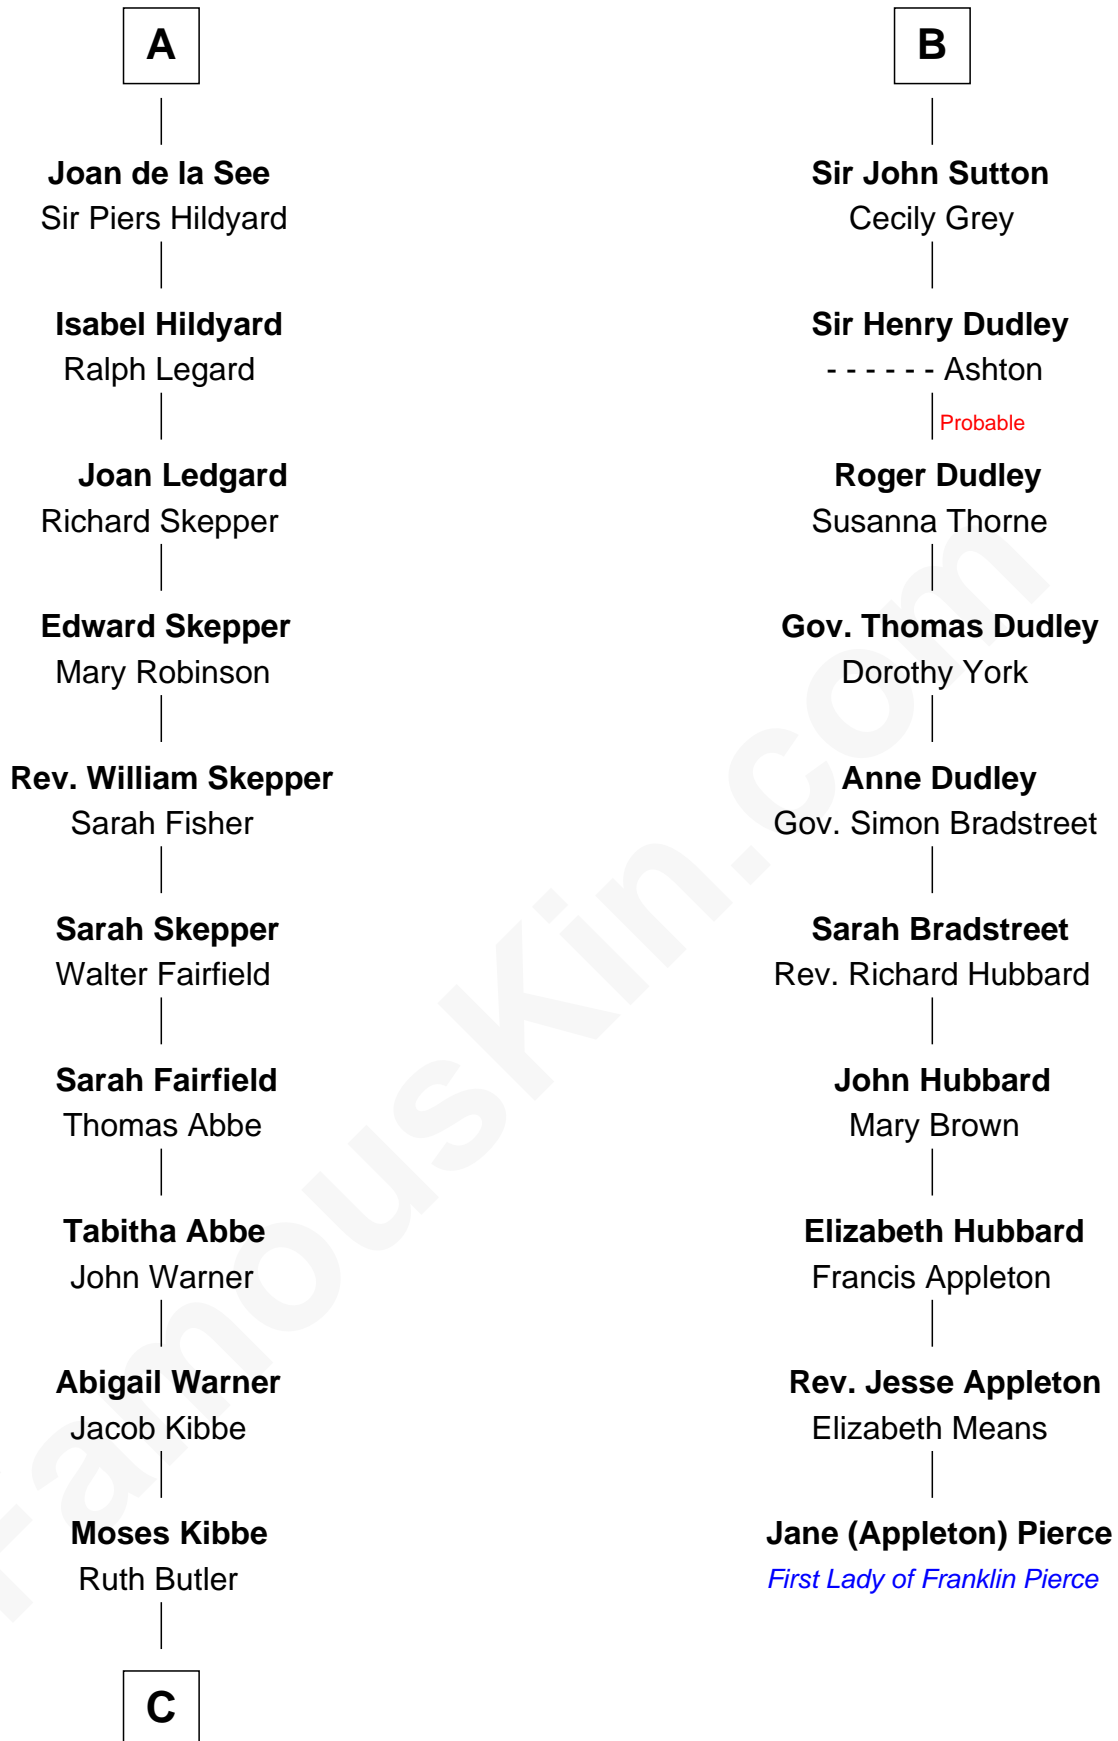 A
Joan de la See
Sir Piers Hildyard
Isabel Hildyard
Ralph Legard
Joan Ledgard
Richard Skepper
Edward Skepper
Mary Robinson
Rev. William Skepper
Sarah Fisher
Sarah Skepper
Walter Fairfield
Sarah Fairfield
Thomas Abbe
Tabitha Abbe
John Warner
Abigail Warner
Jacob Kibbe
Moses Kibbe
Ruth Butler
C
B
Sir John Sutton
Cecily Grey
Sir Henry Dudley
- - - - - - Ashton
Probable
Roger Dudley
Susanna Thorne
Gov. Thomas Dudley
Dorothy York
Anne Dudley
Gov. Simon Bradstreet
Sarah Bradstreet
Rev. Richard Hubbard
John Hubbard
Mary Brown
Elizabeth Hubbard
Francis Appleton
Rev. Jesse Appleton
Elizabeth Means
Jane (Appleton) Pierce
First Lady of Franklin Pierce
FamousKin.com